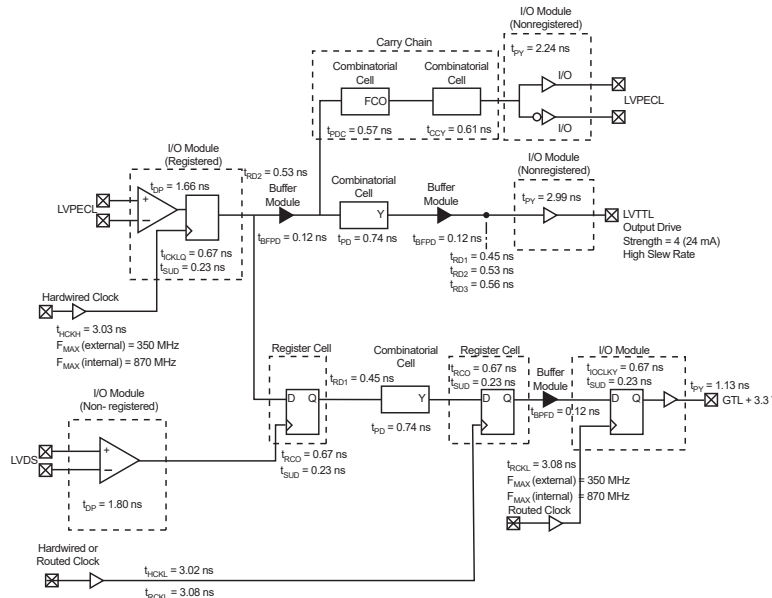 I/O Module
(Nonregistered)
Carry Chain
tPY = 2.24 ns
Combinatorial
Cell
Combinatorial
Cell
I/O
FCO
LVPECL
I/O
tPDC = 0.57 ns
tCCY = 0.61 ns
I/O Module
(Registered)
tRD2 = 0.53 ns
I/O Module
(Nonregistered)
tDP = 1.66 ns
Buffer
Module
Combinatorial
Cell
Buffer
Module
tPY = 2.99 ns
LVPECL
+
−
Y
LVTTL
Output Drive
Strength = 4 (24 mA)
High Slew Rate
tBFPD = 0.12 ns
tPD = 0.74 ns
tBFPD = 0.12 ns
tICKLQ = 0.67 ns
tSUD = 0.23 ns
tRD1 = 0.45 ns
tRD2 = 0.53 ns
tRD3 = 0.56 ns
Hardwired Clock
tHCKH = 3.03 ns
FMAX (external) = 350 MHz
FMAX (internal) = 870 MHz
Register Cell
Combinatorial
Cell
Register Cell
I/O Module
tRD1 = 0.45 ns
tRCO = 0.67 ns
tSUD = 0.23 ns
Buffer
Module
tIOCLKY = 0.67 ns
tSUD = 0.23 ns
tPY = 1.13 ns
I/O Module
(Non- registered)
D Q
Y
D Q
D Q
GTL + 3.3 V
tBPFD = 0.12 ns
tPD = 0.74 ns
LVDS
+
−
tRCO = 0.67 ns
tSUD = 0.23 ns
tDP = 1.80 ns
tRCKL = 3.08 ns
FMAX (external) = 350 MHz
FMAX (internal) = 870 MHz
Routed Clock
Hardwired or
Routed Clock
tHCKL = 3.02 ns
tRCKL = 3.08 ns